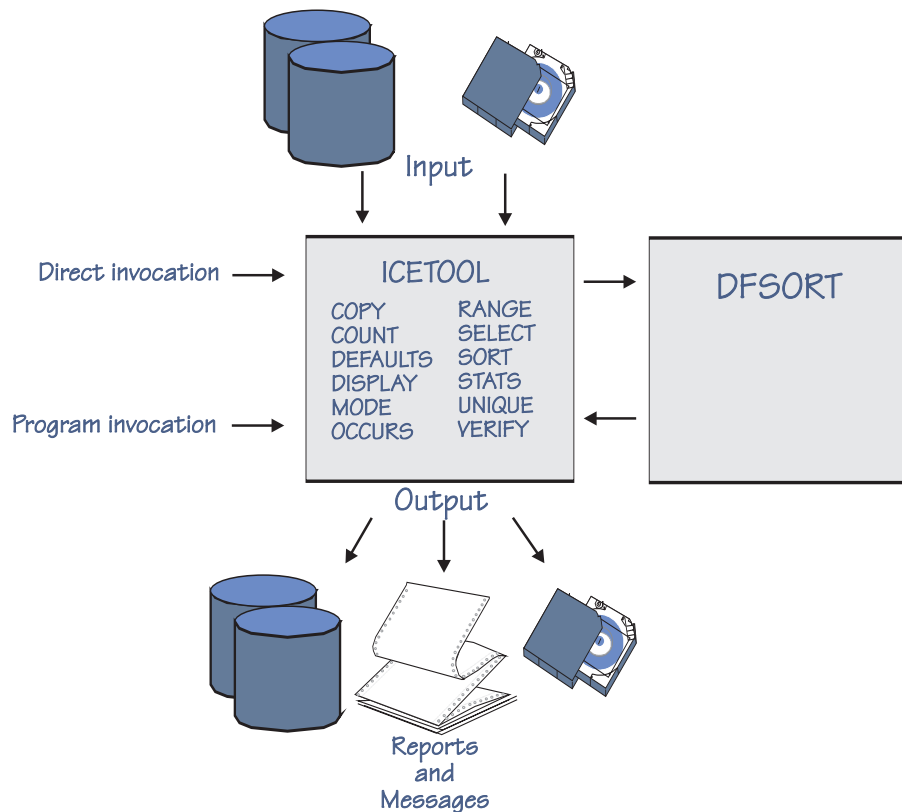 Input
Direct invocation
Program invocation
ICETOOL
COPY
COUNT
DEFAULTS
DISPLAY
MODE
OCCURS
RANGE
SELECT
SORT
STATS
UNIQUE
VERIFY
DFSORT
Output
Reports
and
Messages